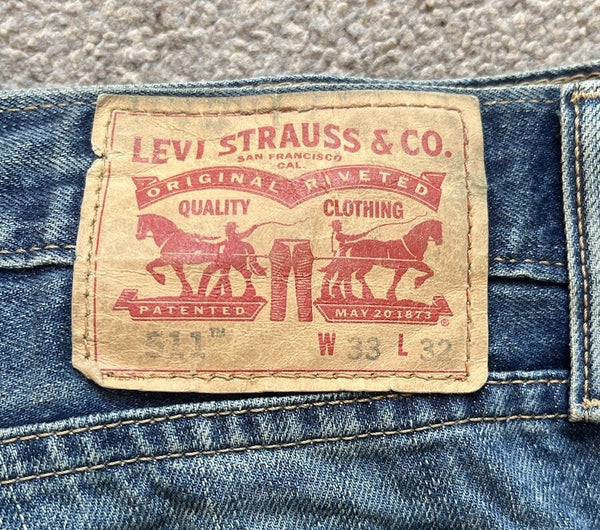 LEVI STRAUSS & CO.
SAN FRANCISCO
CAL.
ORIGINAL RIVETED
QUALITY CLOTHING
PATENTED MAY 20 1873 ®
511™ W 33 L 32